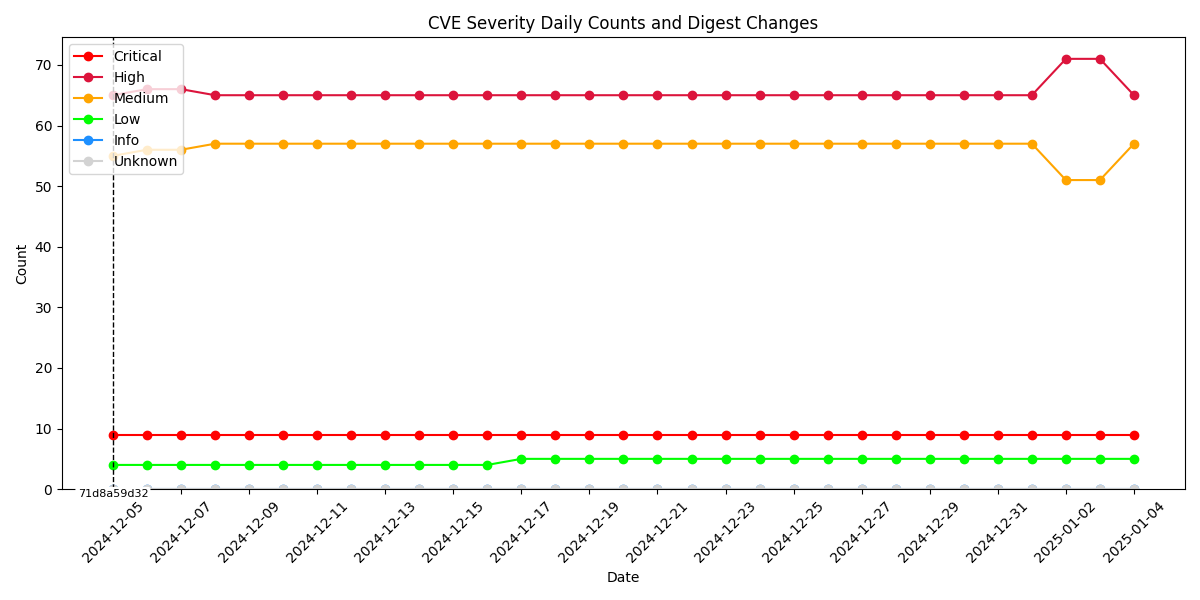 CVE Severity Daily Counts and Digest Changes
Critical
High
Medium
Low
Info
Unknown
70
60
50
40
30
20
10
0
Count
71d8a59d32
2024-12-05
2024-12-07
2024-12-09
2024-12-11
2024-12-13
2024-12-15
2024-12-17
2024-12-19
2024-12-21
2024-12-23
2024-12-25
2024-12-27
2024-12-29
2024-12-31
2025-01-02
2025-01-04
Date